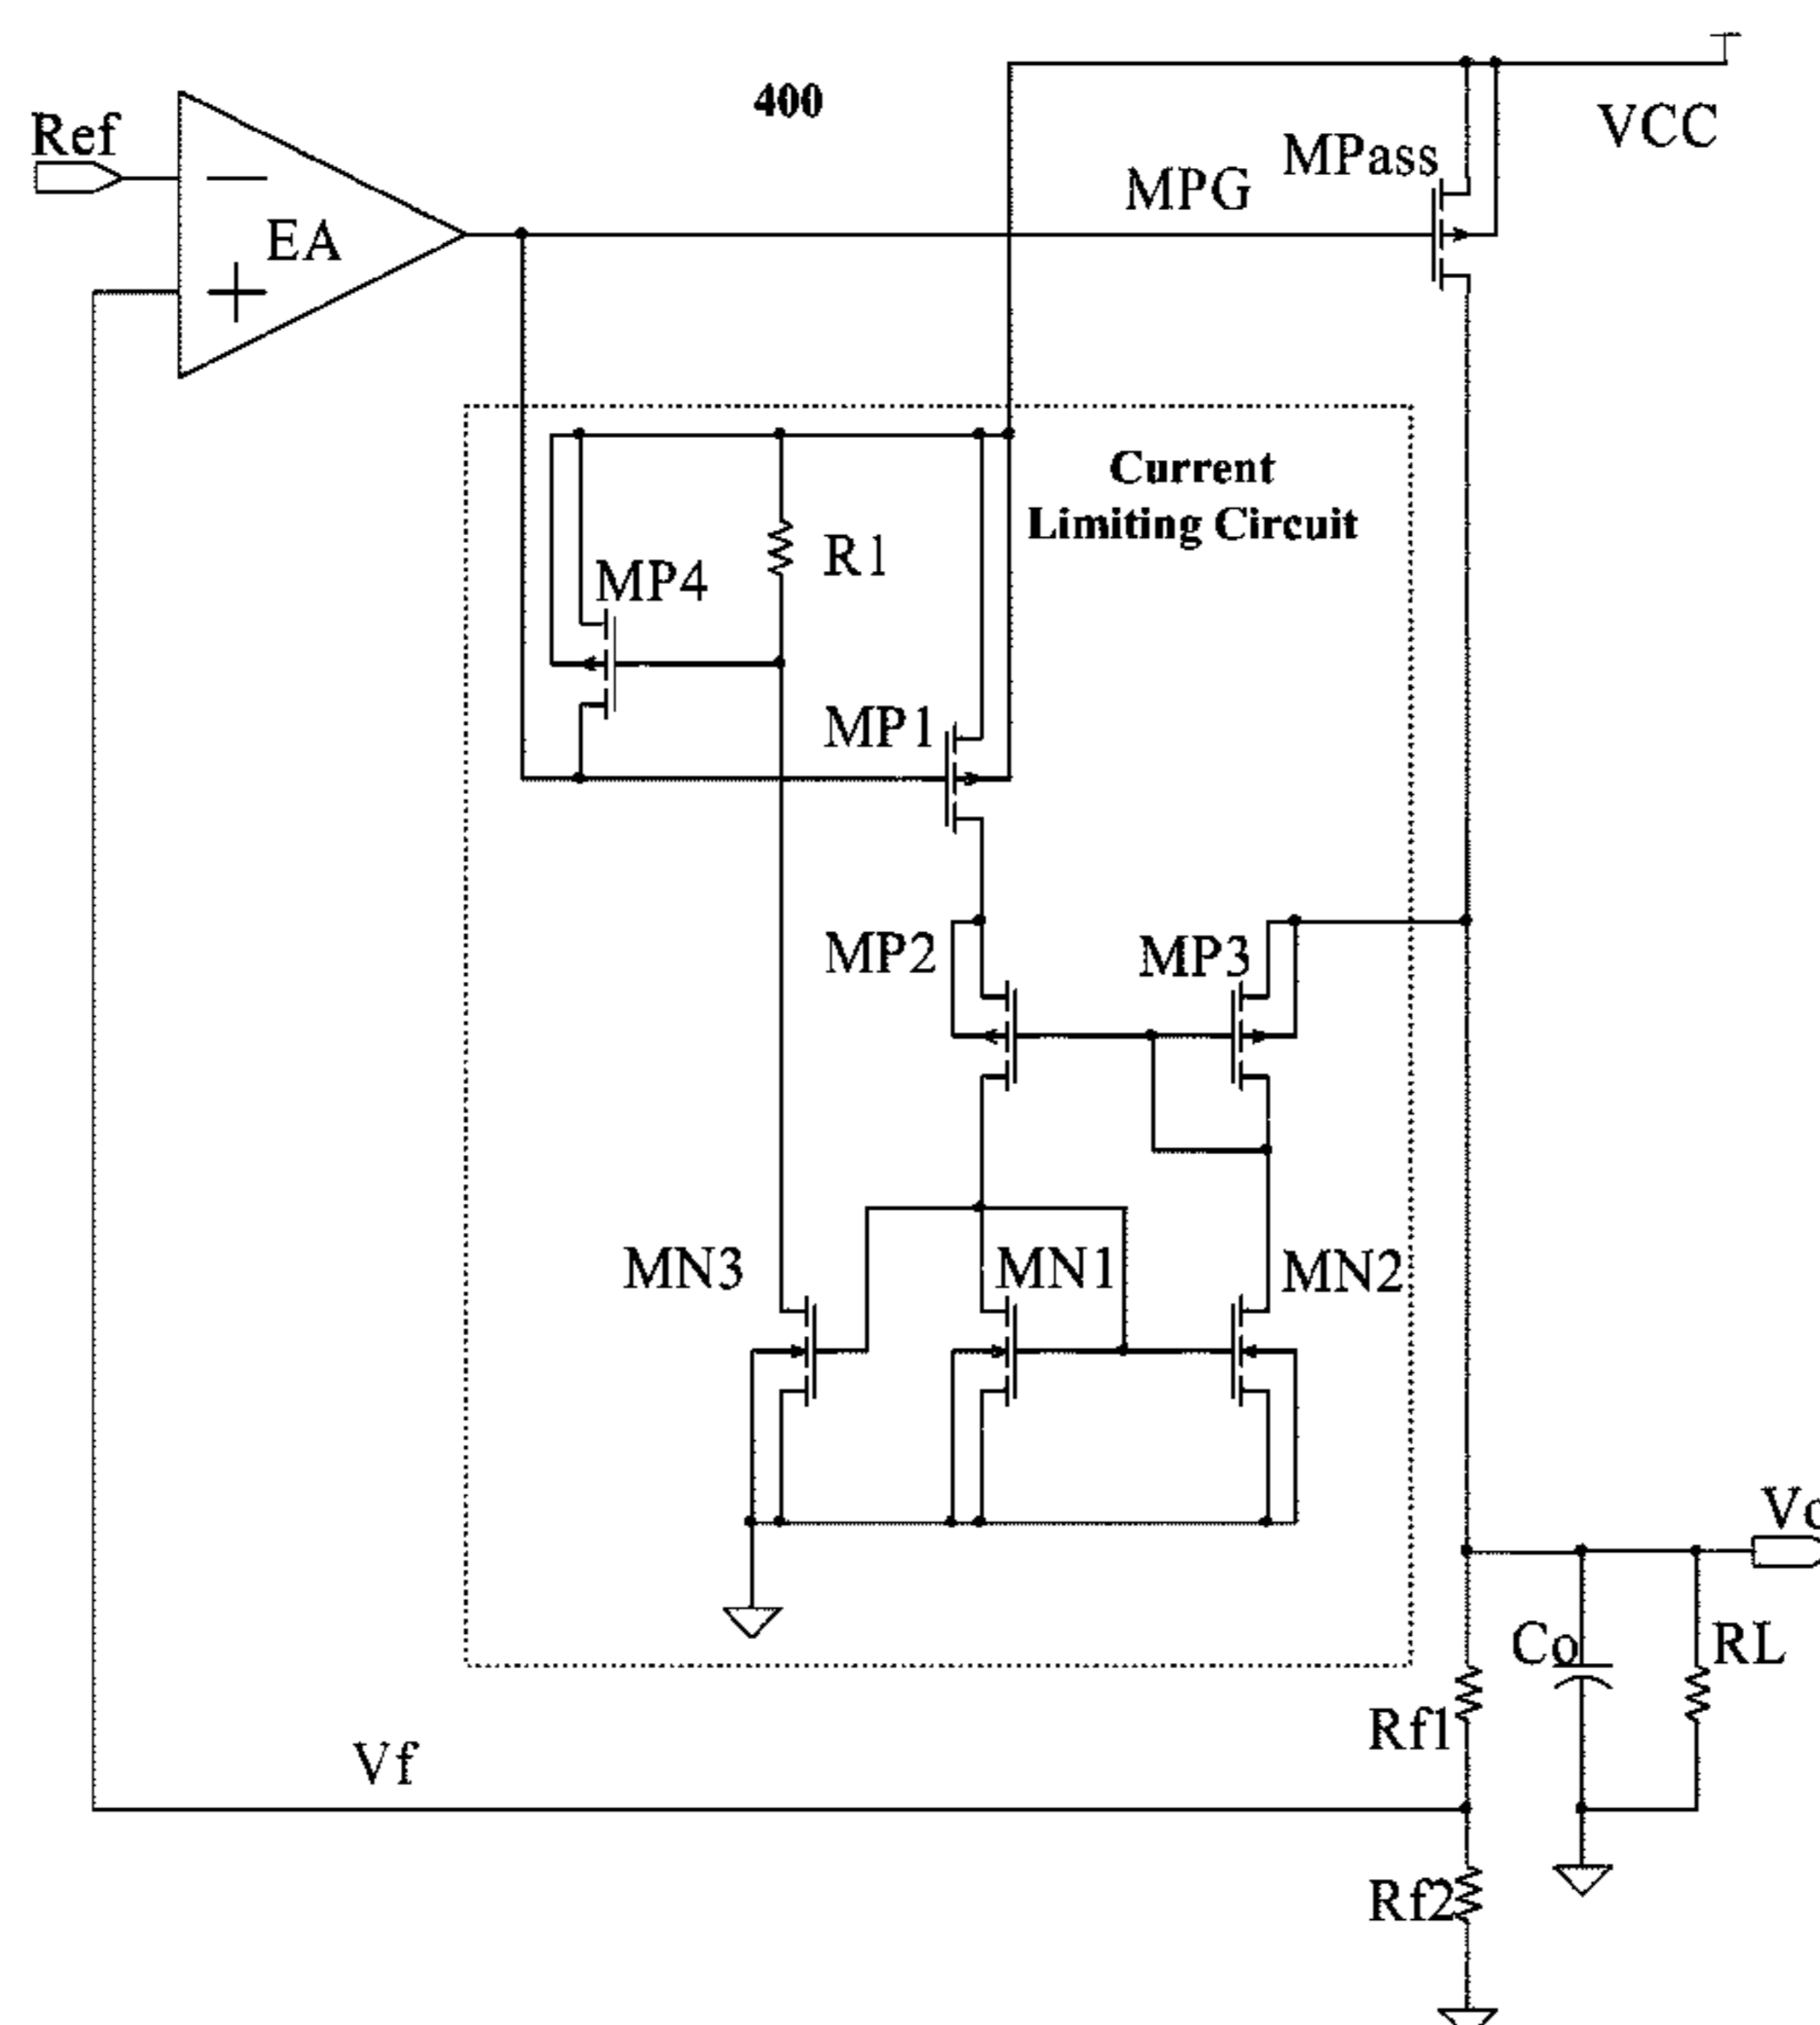 400
Ref
VCC
MPass
MPG
EA
Current
Limiting Circuit
R1
MP4
MP1
MP2
MP3
MN3
MN1
MN2
Co
RL
Rf1
Vf
Rf2